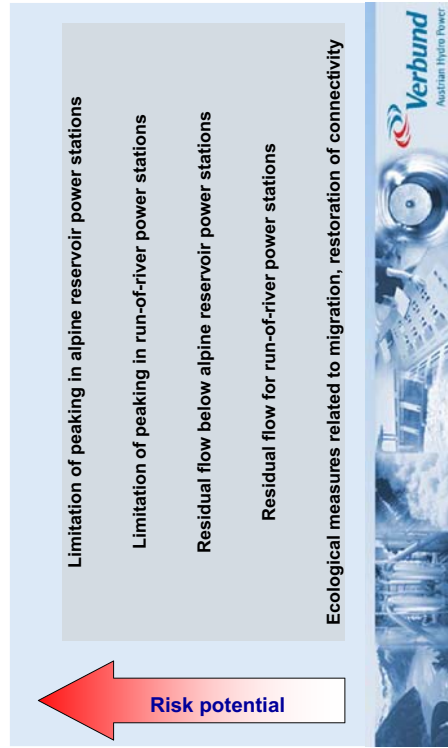 Limitation of peaking in alpine reservoir power stations
Limitation of peaking in run-of-river power stations
Residual flow below alpine reservoir power stations
Residual flow for run-of-river power stations
Ecological measures related to migration, restoration of connectivity
Risk potential
Verbund
Austrian Hydro Power